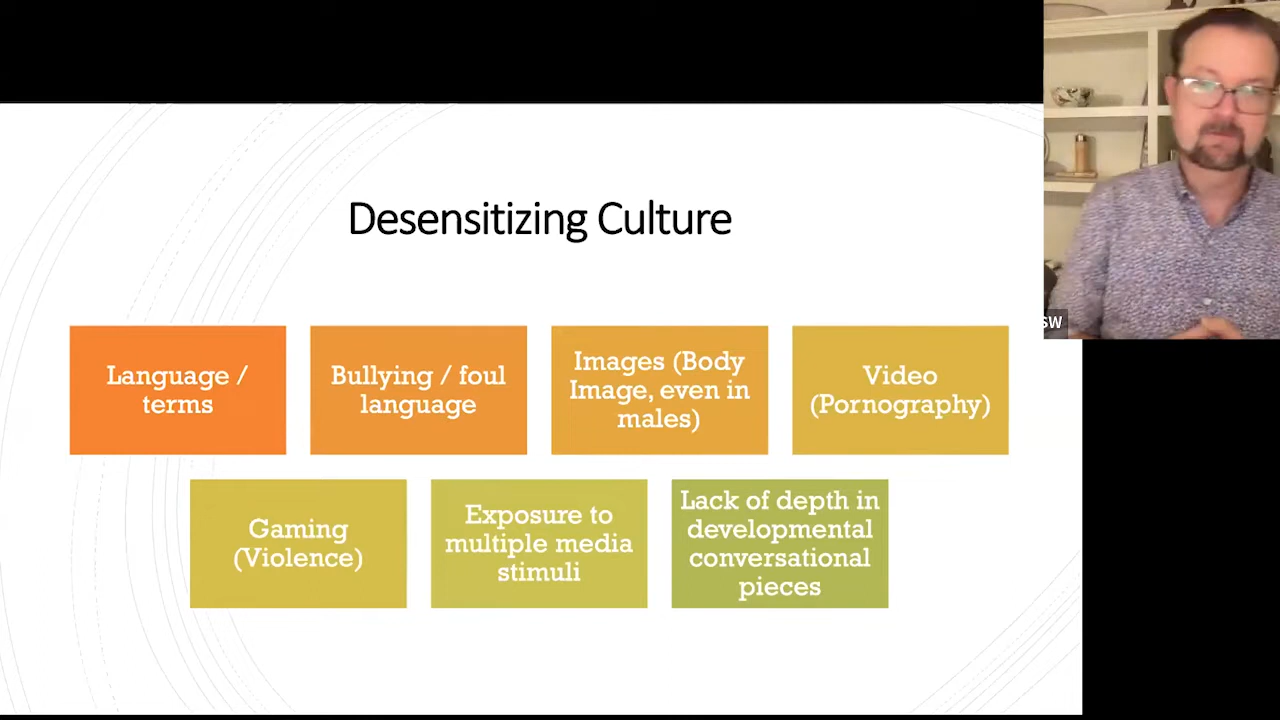 Desensitizing Culture
Language /
terms
Bullying / foul
language
Images (Body
Image, even in
males)
Video
(Pornography)
Gaming
(Violence)
Exposure to
multiple media
stimuli
Lack of depth in
developmental
conversational
pieces
SW